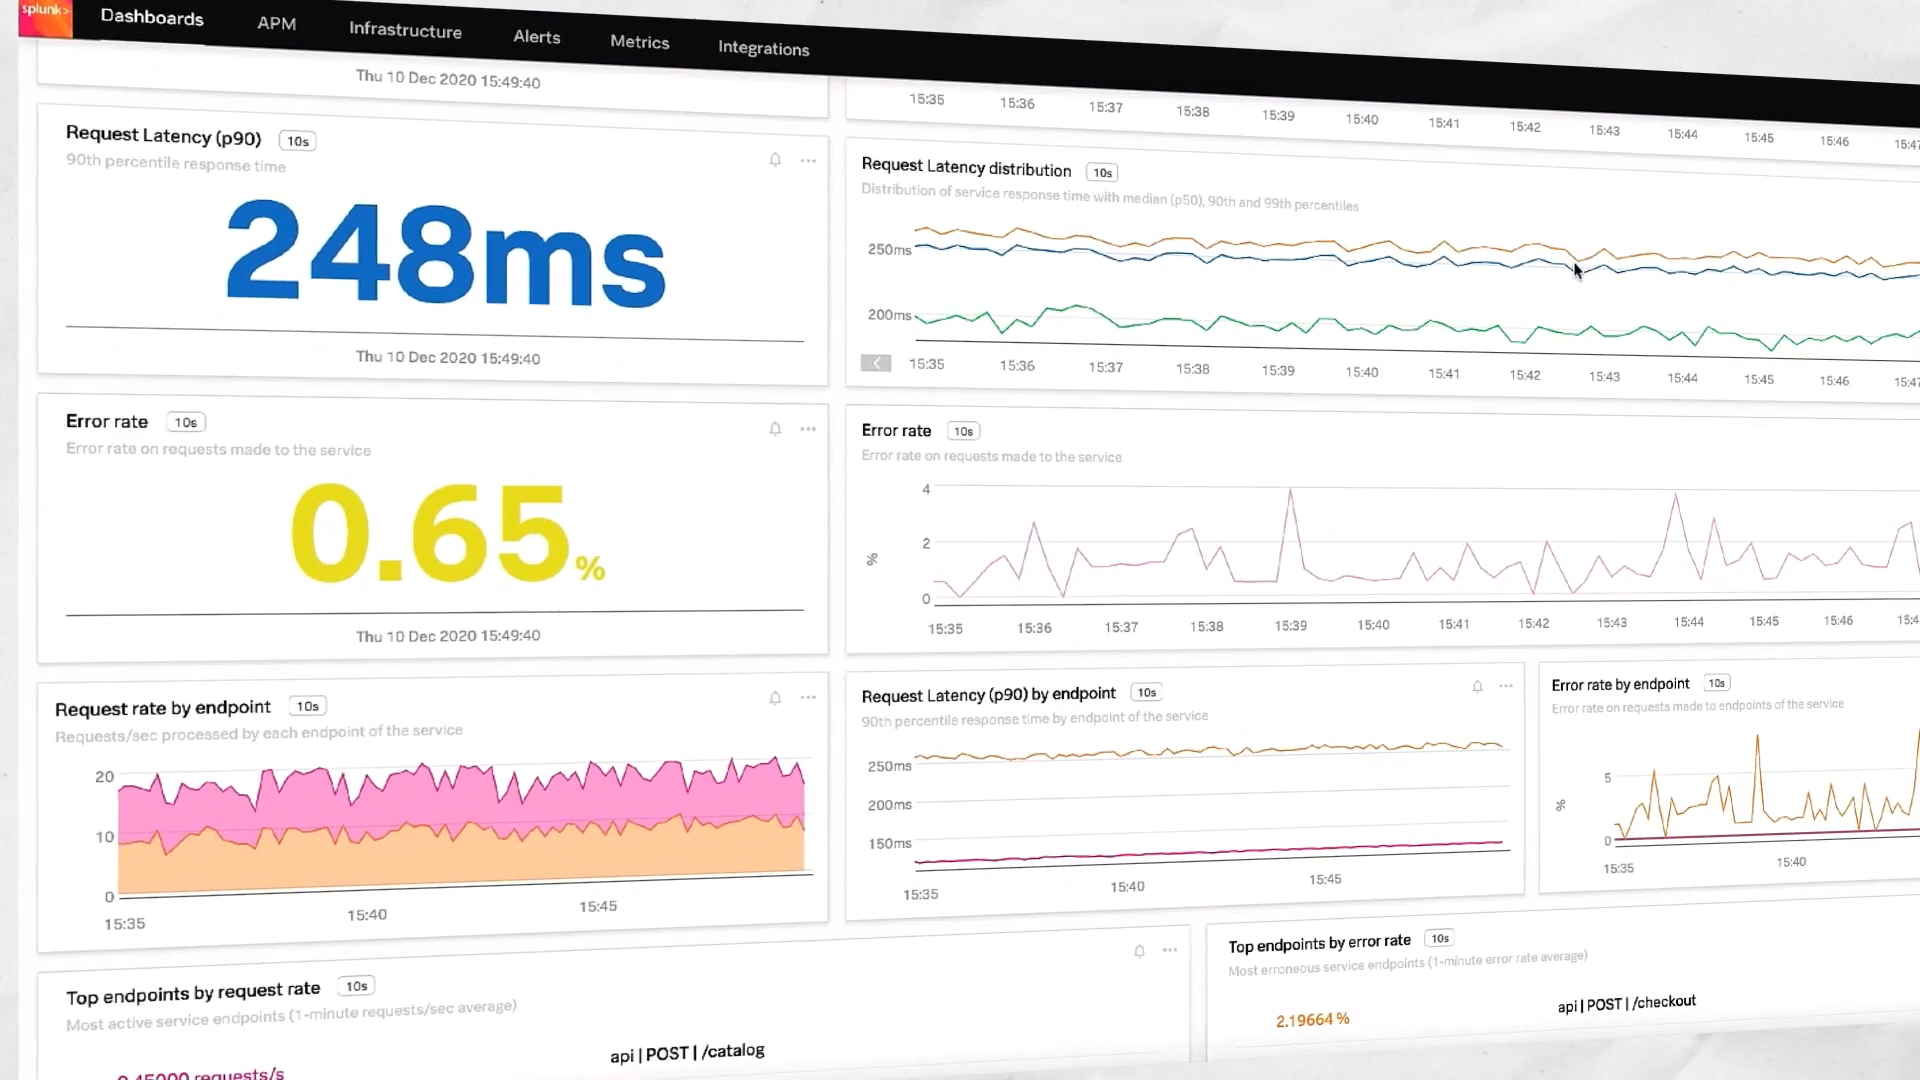 splunk>
Dashboards APM Infrastructure Alerts Metrics Integrations
Thu 10 Dec 2020 15:49:40
15:35 15:36 15:37 15:38 15:39 15:40 15:41 15:42 15:43 15:44 15:45 15:46
Request Latency (p90) 10s
90th percentile response time
248ms
Thu 10 Dec 2020 15:49:40
Request Latency distribution 10s
Distribution of service response time with median (p50), 90th and 99th percentiles
250ms
200ms
15:35 15:36 15:37 15:38 15:39 15:40 15:41 15:42 15:43 15:44 15:45 15:46
Error rate 10s
Error rate on requests made to the service
0.65%
Thu 10 Dec 2020 15:49:40
Error rate 10s
Error rate on requests made to the service
4
2
0
%
15:35 15:36 15:37 15:38 15:39 15:40 15:41 15:42 15:43 15:44 15:45 15:46
Request rate by endpoint 10s
Requests/sec processed by each endpoint of the service
20
10
0
15:35 15:40 15:45
Request Latency (p90) by endpoint 10s
90th percentile response time by endpoint of the service
250ms
200ms
150ms
15:35 15:40 15:45
Error rate by endpoint 10s
Error rate on requests made to endpoints of the service
5
0
%
15:35 15:40
Top endpoints by request rate 10s
Most active service endpoints (1-minute requests/sec average)
requests/s
api | POST | /catalog
Top endpoints by error rate 10s
Most erroneous service endpoints (1-minute error rate average)
2.19664 %
api | POST | /checkout